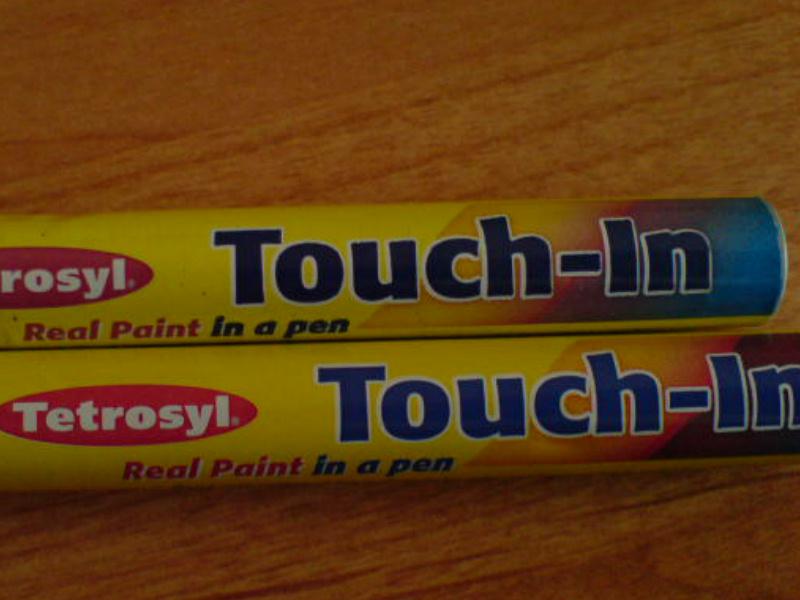 rosyl
Touch-In
Real Paint in a pen
Tetrosyl
Touch-In
Real Paint in a pen